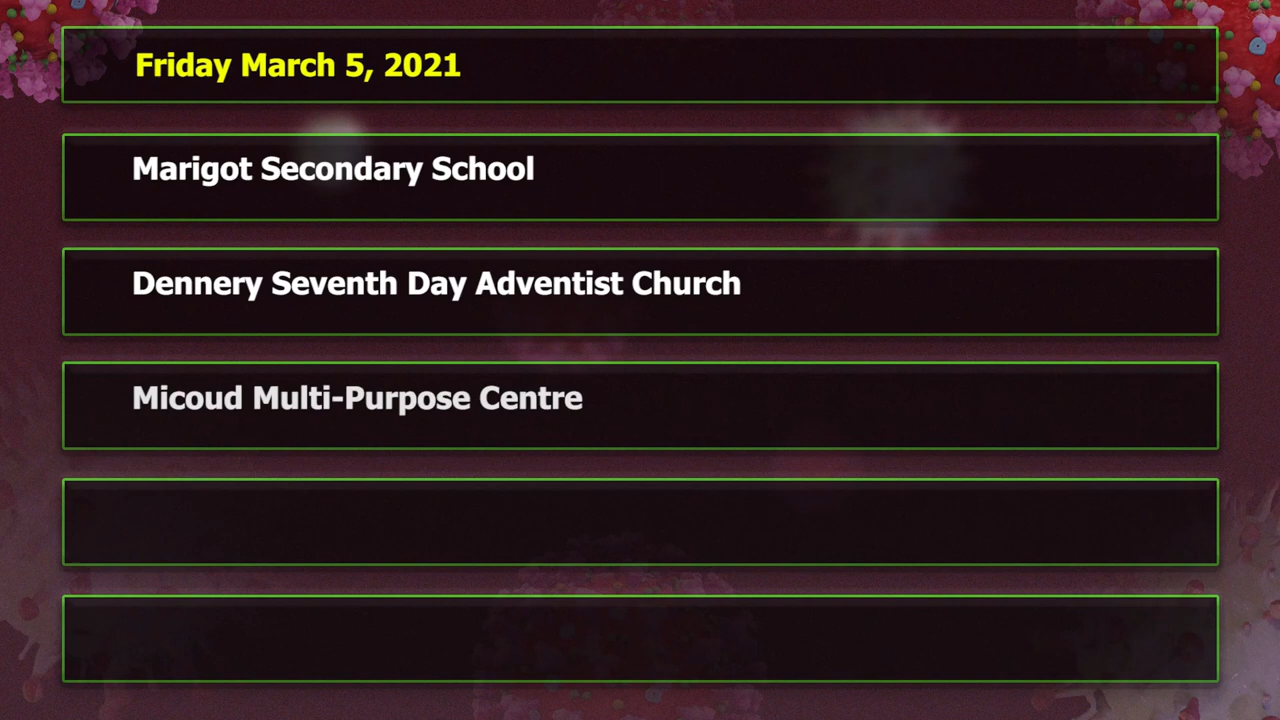 Friday March 5, 2021
Marigot Secondary School
Dennery Seventh Day Adventist Church
Micoud Multi-Purpose Centre